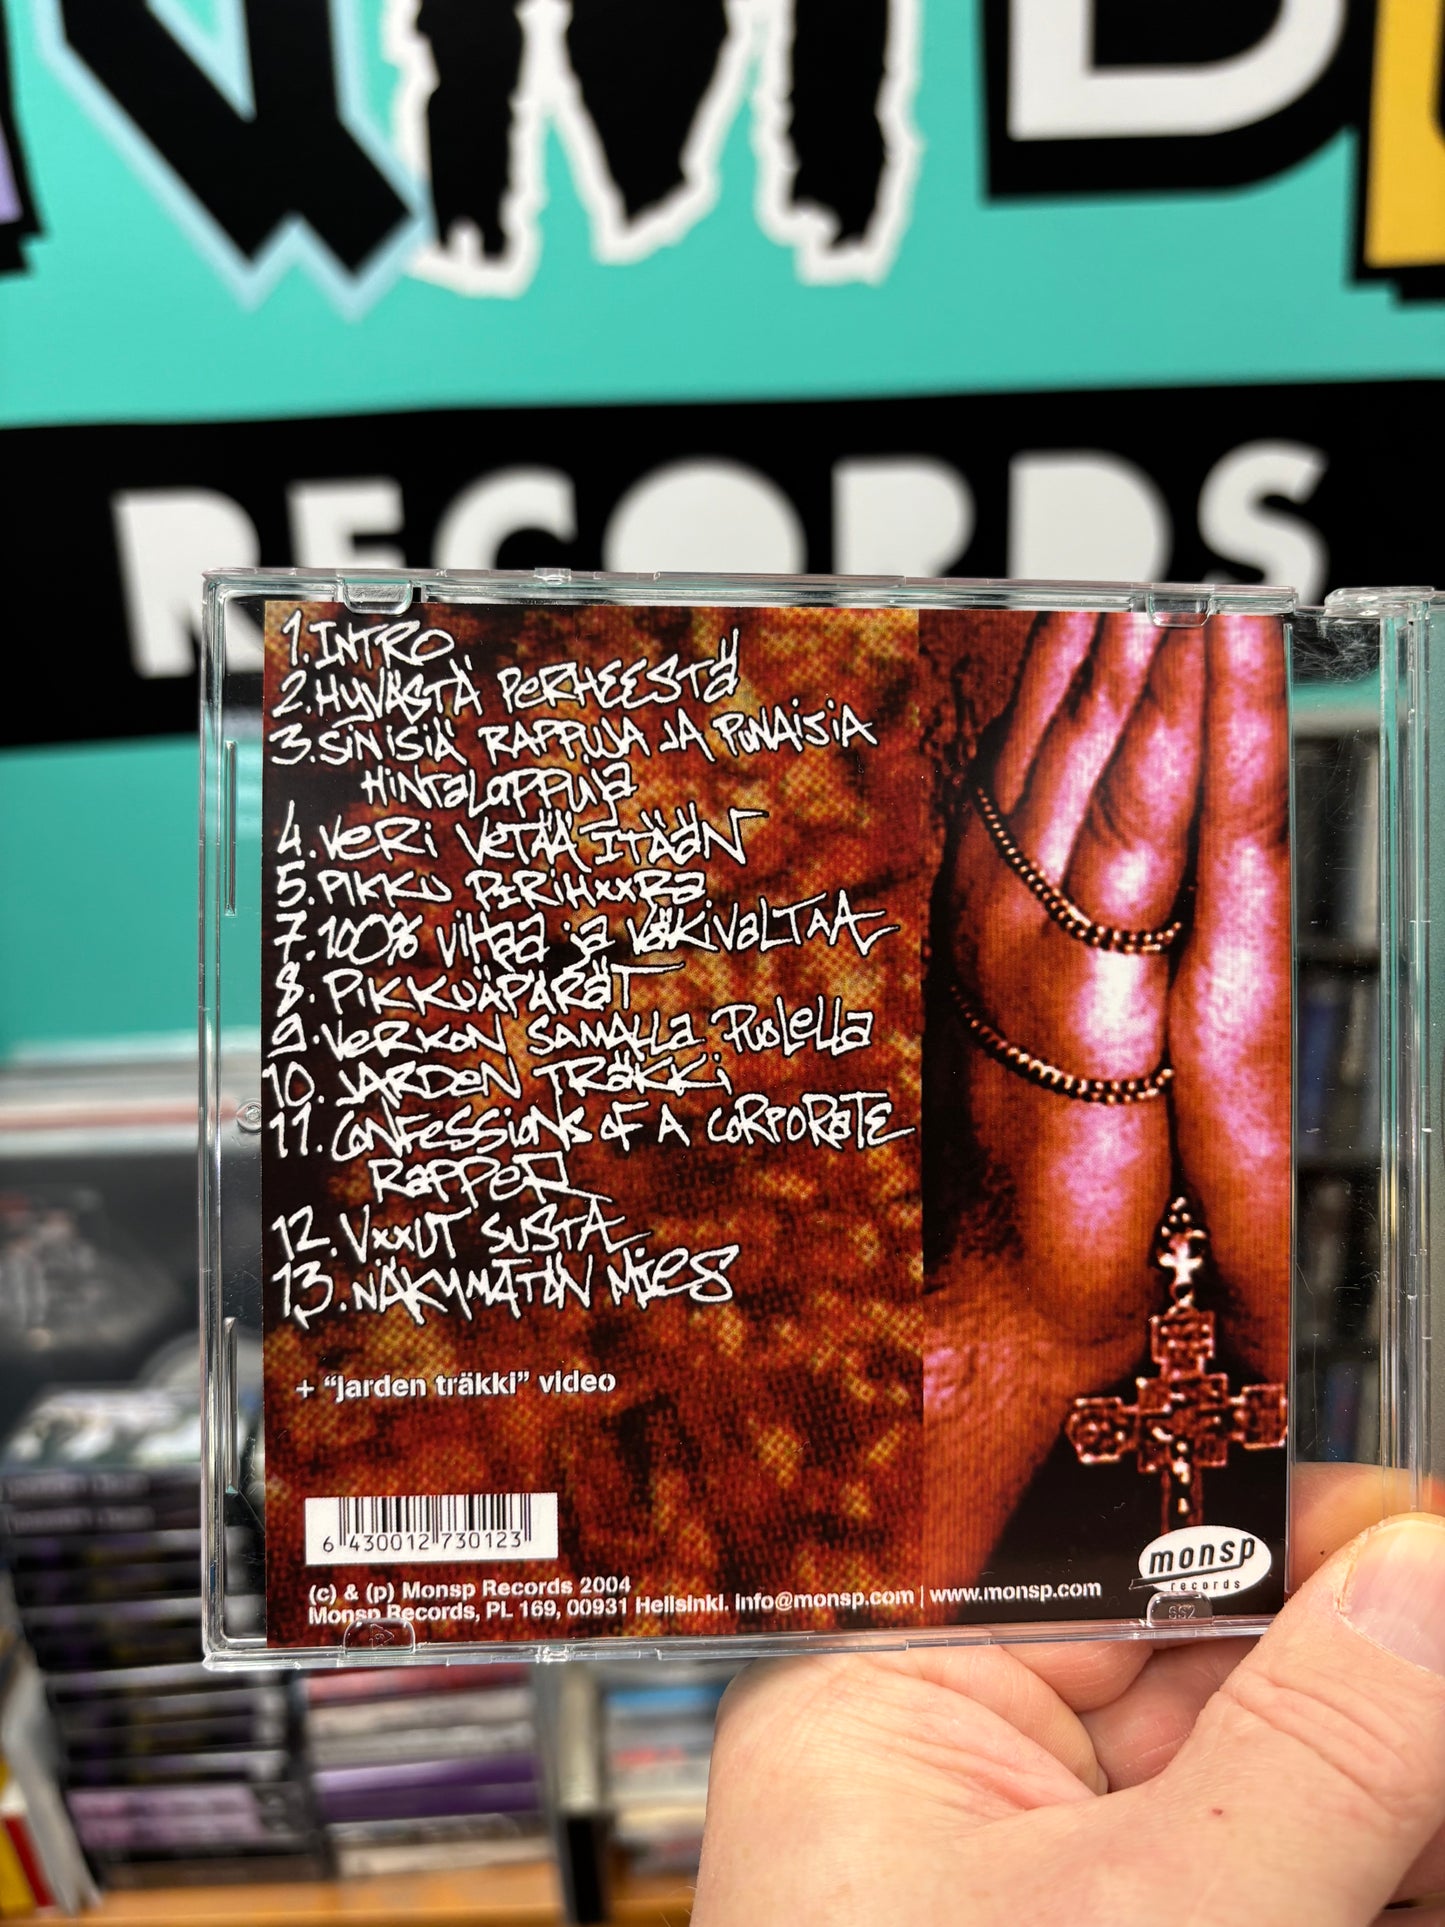 RECORDS
1. INTRO
2. HYVÄSTÄ PERHEESTÄ
3. SINISIÄ RAPPUJA JA PUNAISIA
HINTALAPPUJA
4. VERI VETÄÄ ITÄÄN
5. PIKKU PIRIHXXRA
7. 100% VIHAA JA VÄKIVALTAA
8. PIKKUÄPÄRÄT
9. VERKON SAMALLA PUOLELLA
10. JARDEN TRÄKKI
11. CONFESSIONS OF A CORPORATE
RAPPER
12. VXXUT SUSTA
13. NÄKYMÄTÖN MIES
+ "jarden träkki" video
6 430012 730123
monsp
records
(c) & (p) Monsp Records 2004
Monsp Records, PL 169, 00931 Helsinki. info@monsp.com | www.monsp.com
SS2